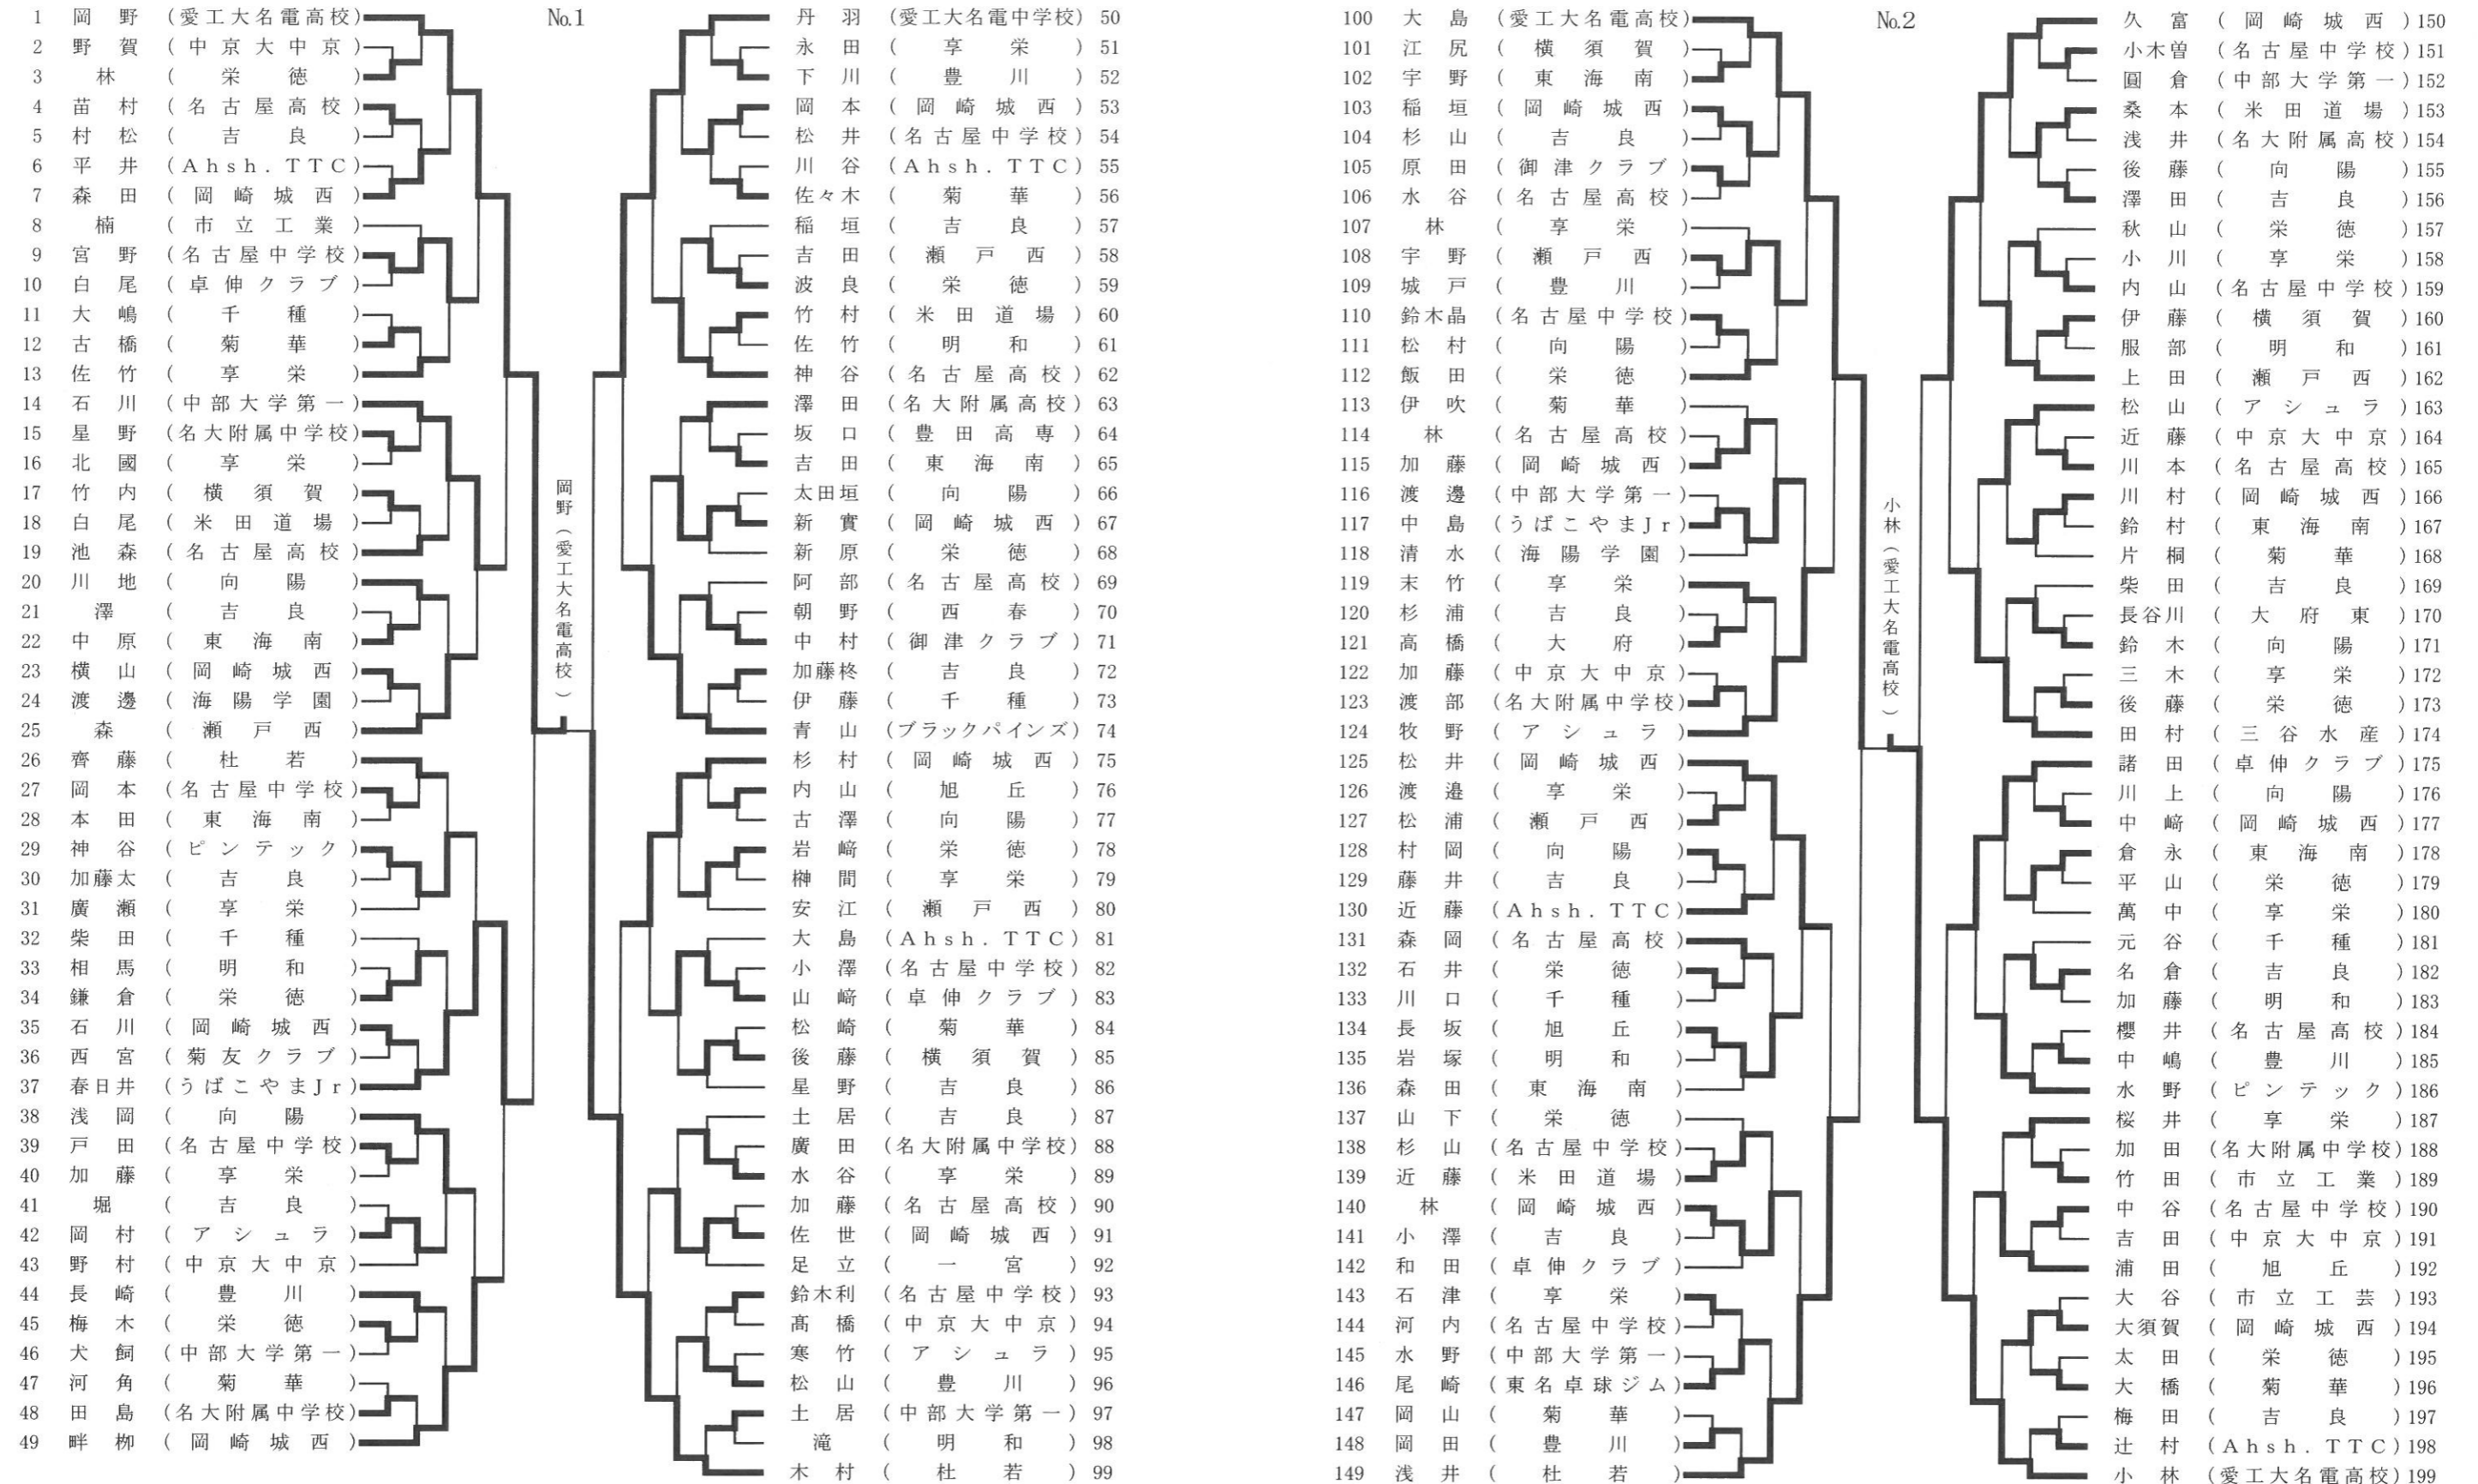 No.1
1 岡野 (愛工大名電高校)
2 野賀 (中京大中京)
3 林 (栄徳)
4 苗村 (名古屋高校)
5 村松 (吉良)
6 平井 (Ahsh.TTC)
7 森田 (岡崎城西)
8 楠 (市立工業)
9 宮野 (名古屋中学校)
10 白尾 (卓伸クラブ)
11 大嶋 (千種)
12 古橋 (菊華)
13 佐竹 (享栄)
14 石川 (中部大学第一)
15 星野 (名大附属中学校)
16 北國 (享栄)
17 竹内 (横須賀)
18 白尾 (米田道場)
19 池森 (名古屋高校)
20 川地 (向陽)
21 澤 (吉良)
22 中原 (東海南)
23 横山 (岡崎城西)
24 渡邊 (海陽学園)
25 森 (瀬戸西)
26 齊藤 (杜若)
27 岡本 (名古屋中学校)
28 本田 (東海南)
29 神谷 (ピンテック)
30 加藤太 (吉良)
31 廣瀬 (享栄)
32 柴田 (千種)
33 相馬 (明和)
34 鎌倉 (栄徳)
35 石川 (岡崎城西)
36 西宮 (菊友クラブ)
37 春日井 (うばこやまJr)
38 浅岡 (向陽)
39 戸田 (名古屋中学校)
40 加藤 (享栄)
41 堀 (吉良)
42 岡村 (アシュラ)
43 野村 (中京大中京)
44 長崎 (豊川)
45 梅木 (栄徳)
46 犬飼 (中部大学第一)
47 河角 (菊華)
48 田島 (名大附属中学校)
49 畔栁 (岡崎城西)
岡野(愛工大名電高校)
丹羽 (愛工大名電中学校) 50
永田 (享栄) 51
下川 (豊川) 52
岡本 (岡崎城西) 53
松井 (名古屋中学校) 54
川谷 (Ahsh.TTC) 55
佐々木 (菊華) 56
稲垣 (吉良) 57
吉田 (瀬戸西) 58
波良 (栄徳) 59
竹村 (米田道場) 60
佐竹 (明和) 61
神谷 (名古屋高校) 62
澤田 (名大附属高校) 63
坂口 (豊田高専) 64
吉田 (東海南) 65
太田垣 (向陽) 66
新實 (岡崎城西) 67
新原 (栄徳) 68
阿部 (名古屋高校) 69
朝野 (西春) 70
中村 (御津クラブ) 71
加藤柊 (吉良) 72
伊藤 (千種) 73
青山 (ブラックパインズ) 74
杉村 (岡崎城西) 75
内山 (旭丘) 76
古澤 (向陽) 77
岩﨑 (栄徳) 78
榊間 (享栄) 79
安江 (瀬戸西) 80
大島 (Ahsh.TTC) 81
小澤 (名古屋中学校) 82
山﨑 (卓伸クラブ) 83
松崎 (菊華) 84
後藤 (横須賀) 85
星野 (吉良) 86
土居 (吉良) 87
廣田 (名大附属中学校) 88
水谷 (享栄) 89
加藤 (名古屋高校) 90
佐世 (岡崎城西) 91
足立 (一宮) 92
鈴木利 (名古屋中学校) 93
髙橋 (中京大中京) 94
寒竹 (アシュラ) 95
松山 (豊川) 96
土居 (中部大学第一) 97
滝 (明和) 98
木村 (杜若) 99
No.2
100 大島 (愛工大名電高校)
101 江尻 (横須賀)
102 宇野 (東海南)
103 稲垣 (岡崎城西)
104 杉山 (吉良)
105 原田 (御津クラブ)
106 水谷 (名古屋高校)
107 林 (享栄)
108 宇野 (瀬戸西)
109 城戸 (豊川)
110 鈴木晶 (名古屋中学校)
111 松村 (向陽)
112 飯田 (栄徳)
113 伊吹 (菊華)
114 林 (名古屋高校)
115 加藤 (岡崎城西)
116 渡邊 (中部大学第一)
117 中島 (うばこやまJr)
118 清水 (海陽学園)
119 末竹 (享栄)
120 杉浦 (吉良)
121 高橋 (大府)
122 加藤 (中京大中京)
123 渡部 (名大附属中学校)
124 牧野 (アシュラ)
125 松井 (岡崎城西)
126 渡邉 (享栄)
127 松浦 (瀬戸西)
128 村岡 (向陽)
129 藤井 (吉良)
130 近藤 (Ahsh.TTC)
131 森岡 (名古屋高校)
132 石井 (栄徳)
133 川口 (千種)
134 長坂 (旭丘)
135 岩塚 (明和)
136 森田 (東海南)
137 山下 (栄徳)
138 杉山 (名古屋中学校)
139 近藤 (米田道場)
140 林 (岡崎城西)
141 小澤 (吉良)
142 和田 (卓伸クラブ)
143 石津 (享栄)
144 河内 (名古屋中学校)
145 水野 (中部大学第一)
146 尾崎 (東名卓球ジム)
147 岡山 (菊華)
148 岡田 (豊川)
149 浅井 (杜若)
小林(愛工大名電高校)
久富 (岡崎城西) 150
小木曽 (名古屋中学校) 151
圓倉 (中部大学第一) 152
桑本 (米田道場) 153
浅井 (名大附属高校) 154
後藤 (向陽) 155
澤田 (吉良) 156
秋山 (栄徳) 157
小川 (享栄) 158
内山 (名古屋中学校) 159
伊藤 (横須賀) 160
服部 (明和) 161
上田 (瀬戸西) 162
松山 (アシュラ) 163
近藤 (中京大中京) 164
川本 (名古屋高校) 165
川村 (岡崎城西) 166
鈴村 (東海南) 167
片桐 (菊華) 168
柴田 (吉良) 169
長谷川 (大府東) 170
鈴木 (向陽) 171
三木 (享栄) 172
後藤 (栄徳) 173
田村 (三谷水産) 174
諸田 (卓伸クラブ) 175
川上 (向陽) 176
中﨑 (岡崎城西) 177
倉永 (東海南) 178
平山 (栄徳) 179
萬中 (享栄) 180
元谷 (千種) 181
名倉 (吉良) 182
加藤 (明和) 183
櫻井 (名古屋高校) 184
中嶋 (豊川) 185
水野 (ピンテック) 186
桜井 (享栄) 187
加田 (名大附属中学校) 188
竹田 (市立工業) 189
中谷 (名古屋中学校) 190
吉田 (中京大中京) 191
浦田 (旭丘) 192
大谷 (市立工芸) 193
大須賀 (岡崎城西) 194
太田 (栄徳) 195
大橋 (菊華) 196
梅田 (吉良) 197
辻村 (Ahsh.TTC) 198
小林 (愛工大名電高校) 199